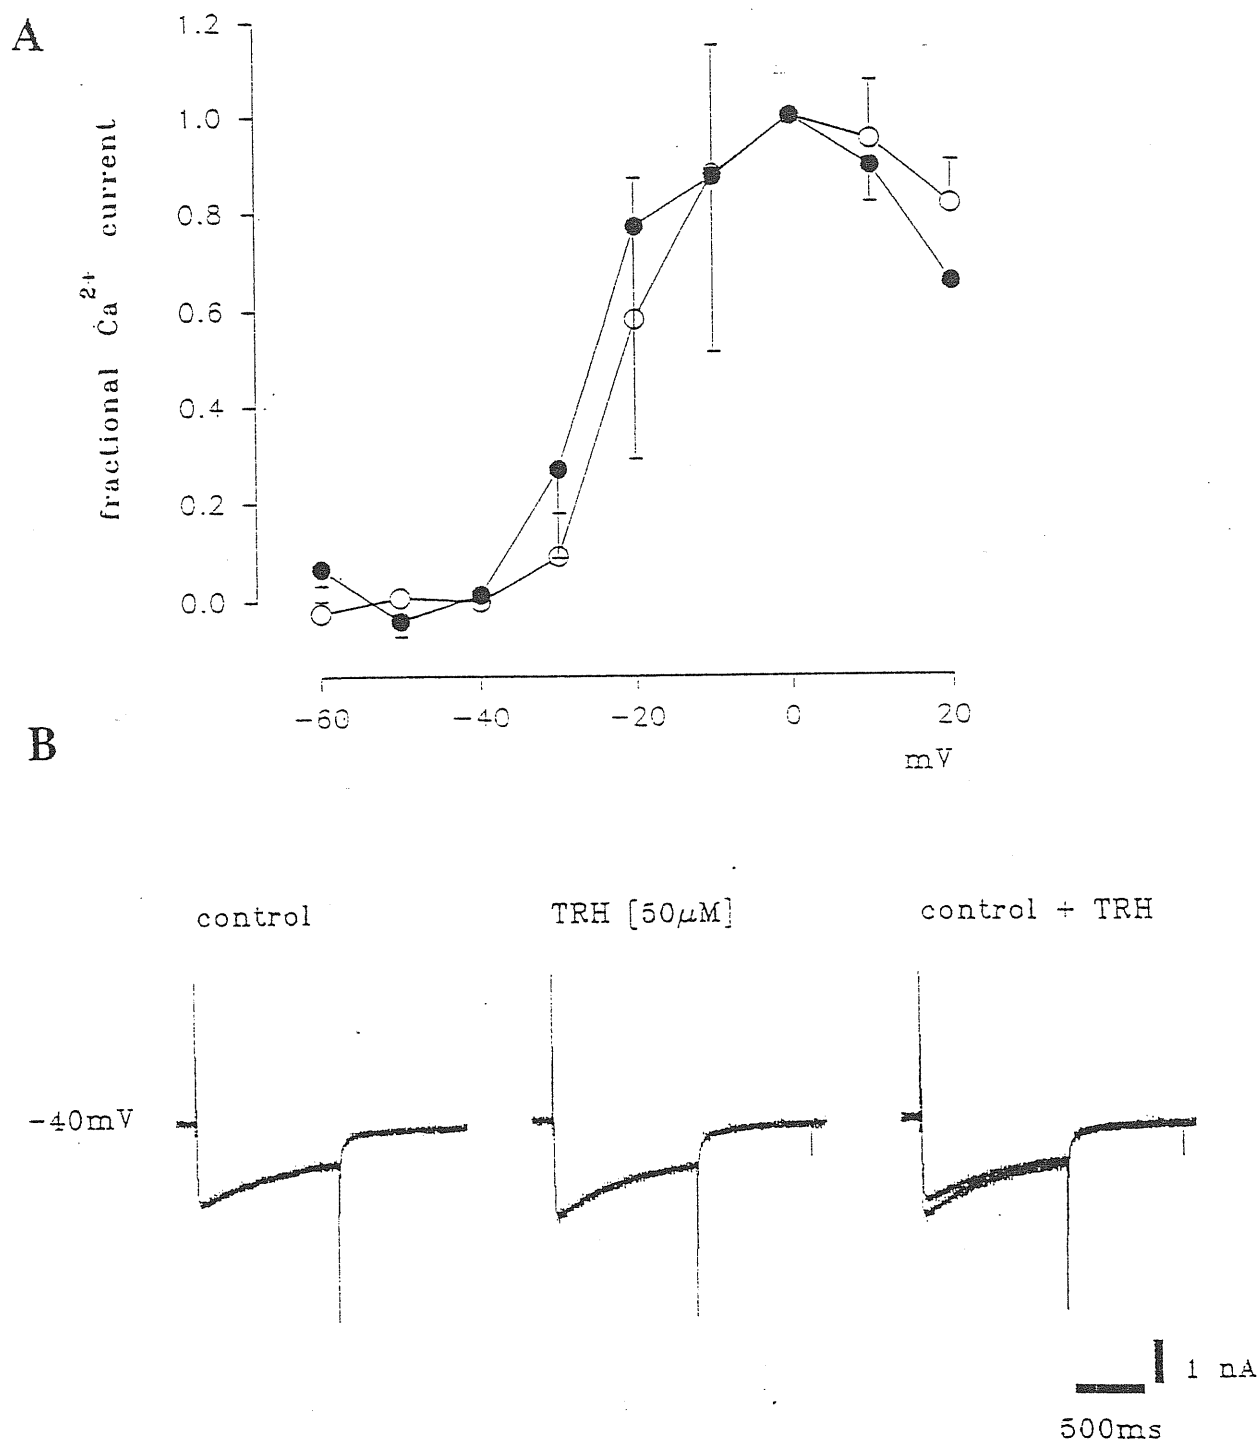 A
1.2
1.0
0.8
0.6
0.4
0.2
0.0
fractional Ca2+ current
-60
-40
-20
0
20
mV
B
control
TRH [50μM]
control + TRH
-40mV
1 nA
500ms